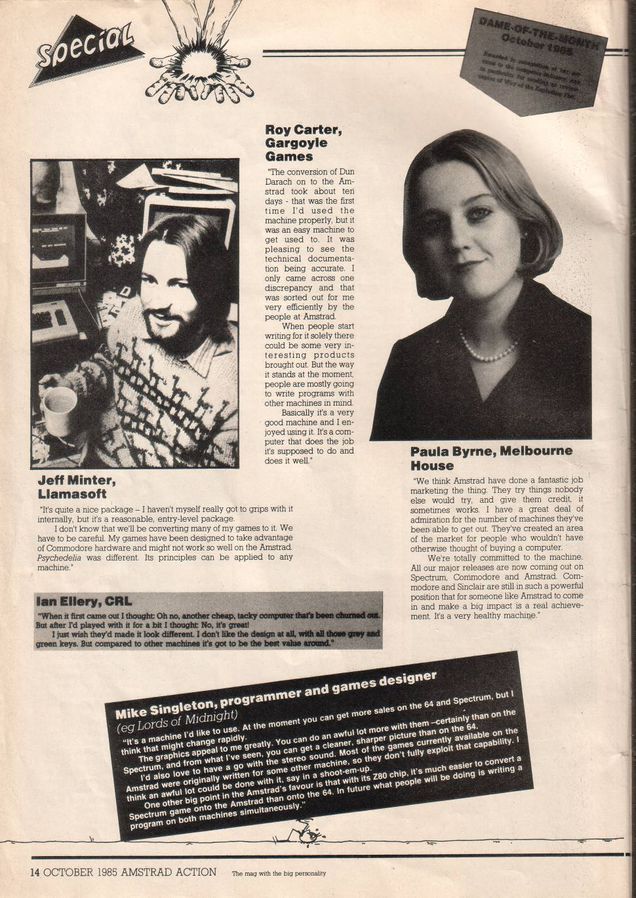 Special
DAME-OF-THE-MONTH
October 1985
Roy Carter,
Gargoyle
Games
"The conversion of Dun
Darach on to the Am-
strad took about ten
days - that was the first
time I'd used the
machine properly, but it
was an easy machine to
get used to. It was
pleasing to see the
technical documenta-
tion being accurate. I
only came across one
discrepancy and that
was sorted out for me
very efficiently by the
people at Amstrad.
When people start
writing for it solely there
could be some very in-
teresting products
brought out. But the way
it stands at the moment,
people are mostly going
to write programs with
other machines in mind.
Basically it's a very
good machine and I en-
joyed using it. It's a com-
puter that does the job
it's supposed to do and
does it well."
Jeff Minter,
Llamasoft
"It's quite a nice package – I haven't myself really got to grips with it
internally, but it's a reasonable, entry-level package.
I don't know that we'll be converting many of my games to it. We
have to be careful. My games have been designed to take advantage
of Commodore hardware and might not work so well on the Amstrad.
Psychedelia was different. Its principles can be applied to any
machine."
Paula Byrne, Melbourne
House
"We think Amstrad have done a fantastic job
marketing the thing. They try things nobody
else would try, and give them credit, it
sometimes works. I have a great deal of
admiration for the number of machines they've
been able to get out. They've created an area
of the market for people who wouldn't have
otherwise thought of buying a computer.
We're totally committed to the machine.
All our major releases are now coming out on
Spectrum, Commodore and Amstrad. Com-
modore and Sinclair are still in such a powerful
position that for someone like Amstrad to come
in and make a big impact is a real achieve-
ment. It's a very healthy machine."
Ian Ellery, CRL
"When it first came out I thought: Oh no, another cheap, tacky computer that's been churned out.
But after I'd played with it for a bit I thought: No, it's great!
I just wish they'd made it look different. I don't like the design at all, with all those grey and
green keys. But compared to other machines it's got to be the best value around."
Mike Singleton, programmer and games designer
(eg Lords of Midnight)
"It's a machine I'd like to use. At the moment you can get more sales on the 64 and Spectrum, but I
think that might change rapidly.
The graphics appeal to me greatly. You can do an awful lot more with them –certainly than on the
Spectrum, and from what I've seen, you can get a cleaner, sharper picture than on the 64.
I'd also love to have a go with the stereo sound. Most of the games currently available on the
Amstrad were originally written for some other machine, so they don't fully exploit that capability. I
think an awful lot could be done with it, say in a shoot-em-up.
One other big point in the Amstrad's favour is that with its Z80 chip, it's much easier to convert a
Spectrum game onto the Amstrad than onto the 64. In future what people will be doing is writing a
program on both machines simultaneously."
14 OCTOBER 1985 AMSTRAD ACTION The mag with the big personality